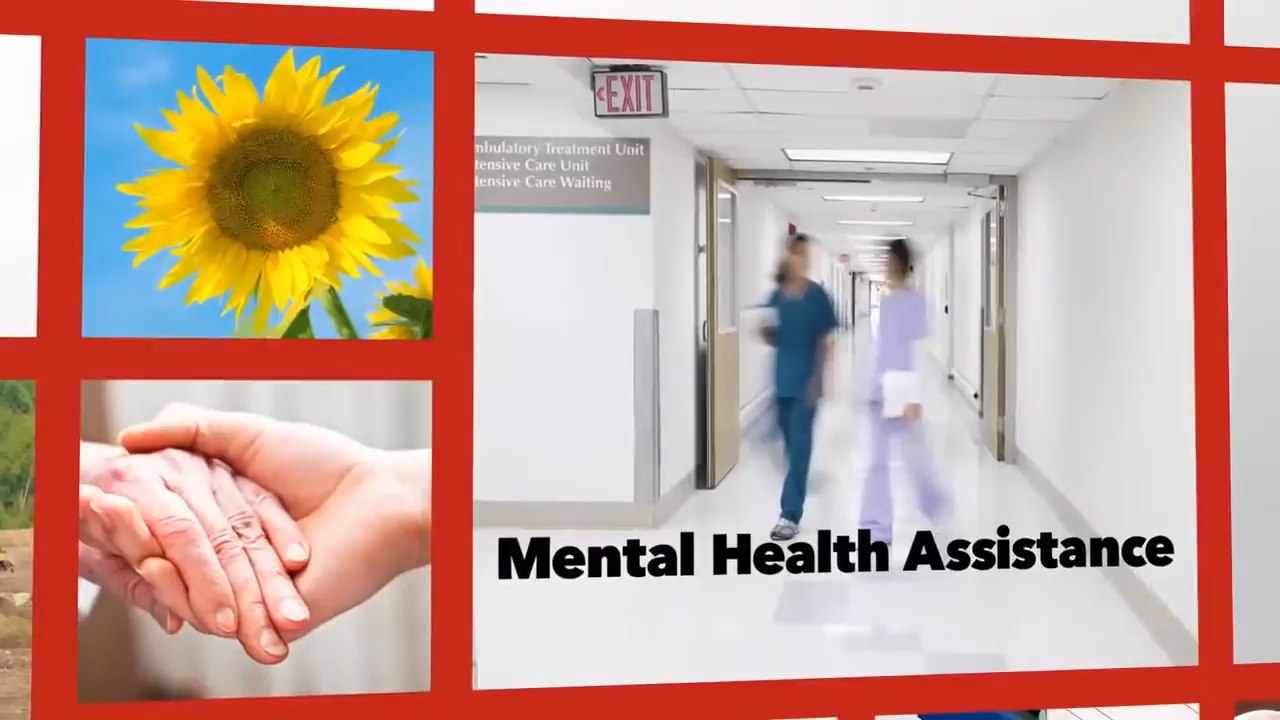 EXIT
mbulatory Treatment Unit
tensive Care Unit
tensive Care Waiting
Mental Health Assistance